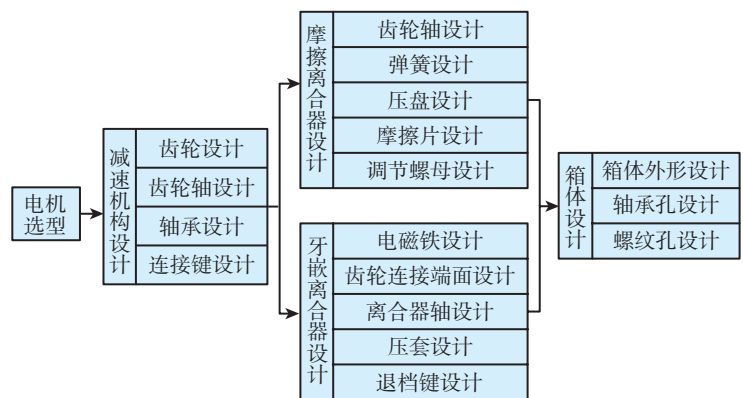 电机
选型
减速机构设计
齿轮设计
齿轮轴设计
轴承设计
连接键设计
摩擦离合器设计
齿轮轴设计
弹簧设计
压盘设计
摩擦片设计
调节螺母设计
牙嵌离合器设计
电磁铁设计
齿轮连接端面设计
离合器轴设计
压套设计
退档键设计
箱体设计
箱体外形设计
轴承孔设计
螺纹孔设计